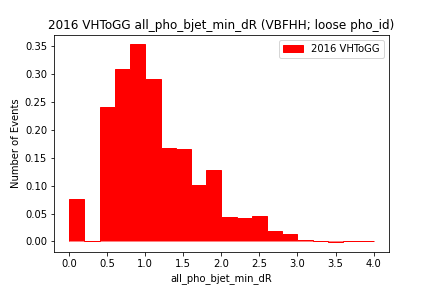 2016 VHToGG all_pho_bjet_min_dR (VBFHH; loose pho_id)
2016 VHToGG
Number of Events
0.35
0.30
0.25
0.20
0.15
0.10
0.05
0.00
0.0 0.5 1.0 1.5 2.0 2.5 3.0 3.5 4.0
all_pho_bjet_min_dR